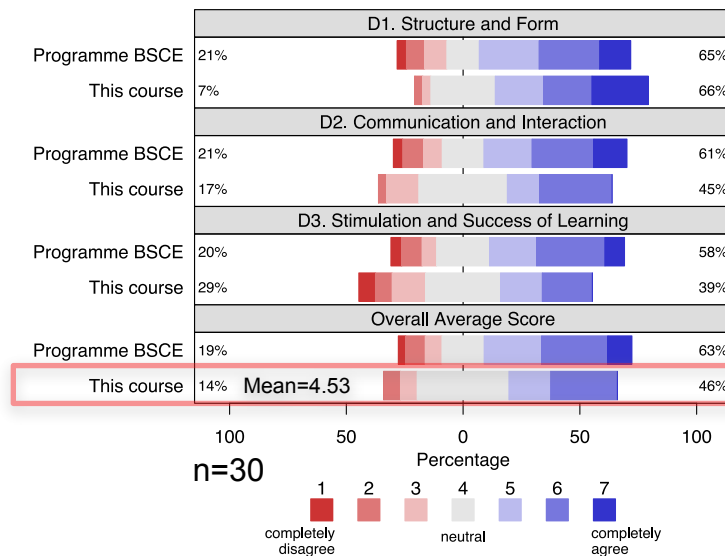 D1. Structure and Form
Programme BSCE 21% 65%
This course 7% 66%
D2. Communication and Interaction
Programme BSCE 21% 61%
This course 17% 45%
D3. Stimulation and Success of Learning
Programme BSCE 20% 58%
This course 29% 39%
Overall Average Score
Programme BSCE 19% 63%
This course 14% Mean=4.53 46%
100 50 0 50 100
n=30 Percentage
1 2 3 4 5 6 7
completely disagree neutral completely agree